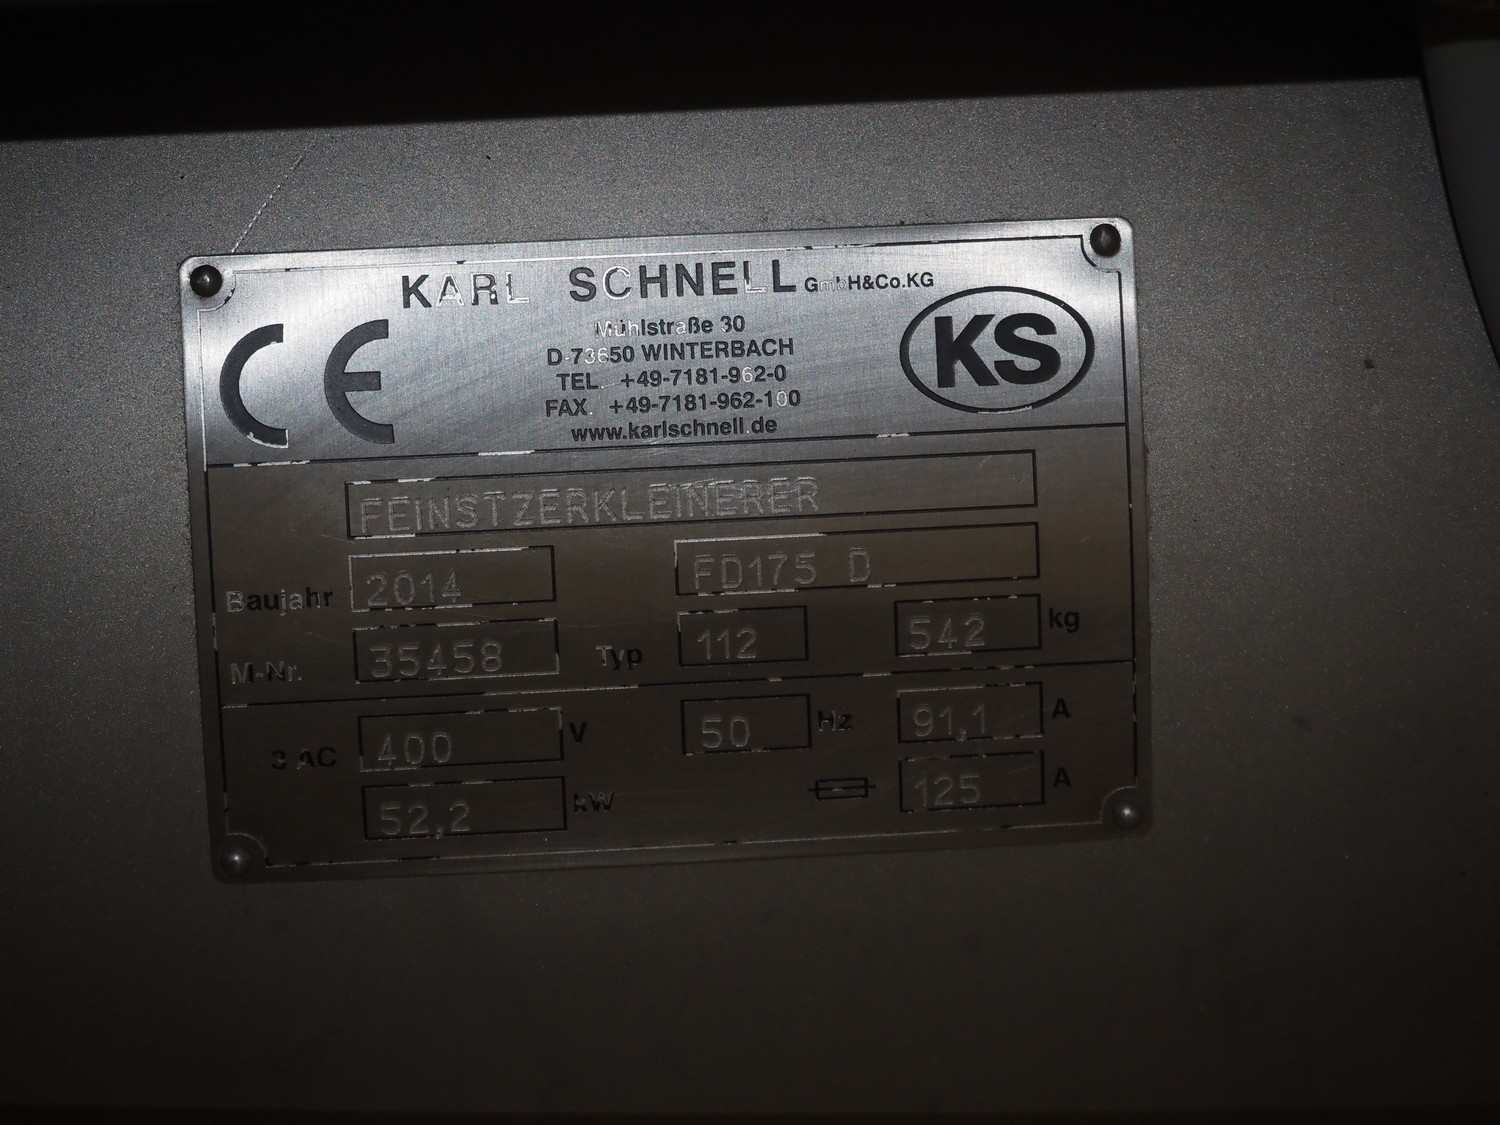 KARL SCHNELL GmbH&Co.KG
Mühlstraße 30
D-73650 WINTERBACH
TEL. +49-7181-962-0
FAX. +49-7181-962-100
www.karlschnell.de
CE
KS
FEINSTZERKLEINERER
Baujahr 2014 FD175 D
M-Nr. 35458 Typ 112 542 kg
3 AC 400 V 50 Hz 91,1 A
52,2 kW 125 A